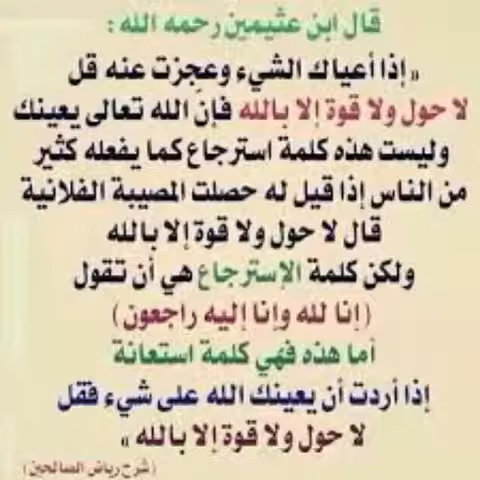 قال ابن عثيمين رحمه الله :
« إذا أعياك الشيء وعجزت عنه قل
لا حول ولا قوة إلا بالله فإن الله تعالى يعينك
وليست هذه كلمة استرجاع كما يفعله كثير
من الناس إذا قيل له حصلت المصيبة الفلانية
قال لا حول ولا قوة إلا بالله
ولكن كلمة الإسترجاع هي أن تقول
(إنا لله وإنا إليه راجعون)
أما هذه فهي كلمة استعانة
إذا أردت أن يعينك الله على شيء فقل
لا حول ولا قوة إلا بالله »
(شرح رياض الصالحين)